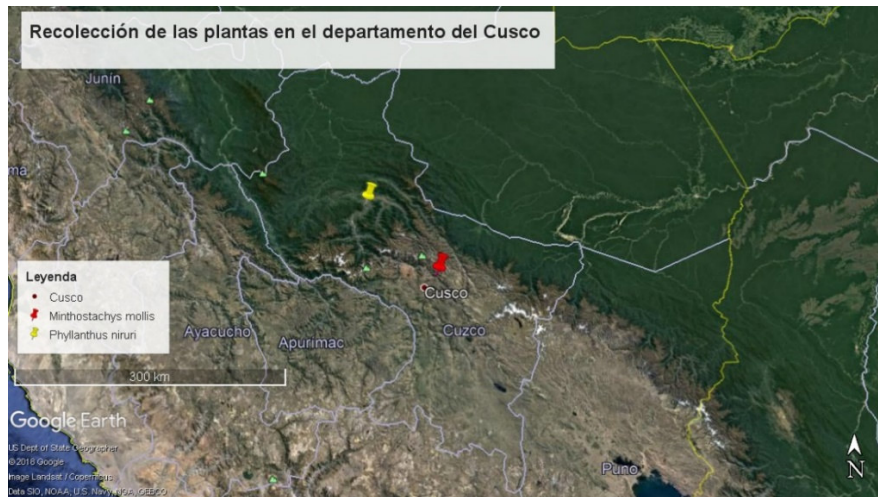 Recolección de las plantas en el departamento del Cusco
Junín
ma
Leyenda
Cusco
Minthostachys mollis
Phyllanthus niruri
Cusco
Cuzco
Ayacucho
Apurimac
300 km
Google Earth
US Dept of State Geographer
©2018 Google
Image Landsat / Copernicus
Data SIO, NOAA, U.S. Navy, NGA, GEBCO
Puno
N